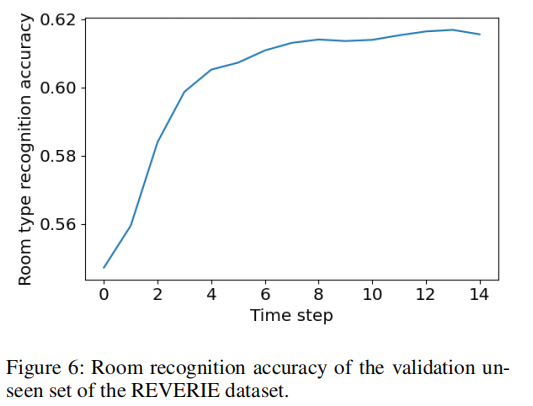 Room type recognition accuracy
0.62
0.60
0.58
0.56
0 2 4 6 8 10 12 14
Time step
Figure 6: Room recognition accuracy of the validation un-
seen set of the REVERIE dataset.